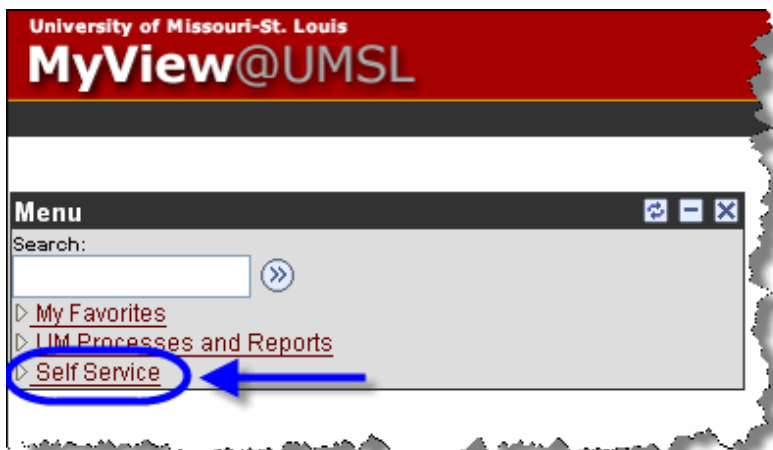 University of Missouri-St. Louis
MyView@UMSL
Menu
Search:
My Favorites
UM Processes and Reports
Self Service